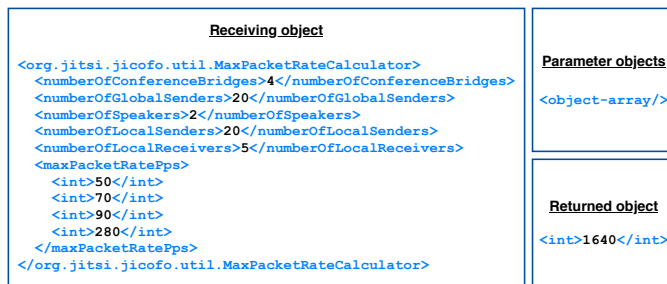 Receiving object
<org.jitsi.jicofo.util.MaxPacketRateCalculator>
<numberOfConferenceBridges>4</numberOfConferenceBridges>
<numberOfGlobalSenders>20</numberOfGlobalSenders>
<numberOfSpeakers>2</numberOfSpeakers>
<numberOfLocalSenders>20</numberOfLocalSenders>
<numberOfLocalReceivers>5</numberOfLocalReceivers>
<maxPacketRatePps>
<int>50</int>
<int>70</int>
<int>90</int>
<int>280</int>
</maxPacketRatePps>
</org.jitsi.jicofo.util.MaxPacketRateCalculator>
Parameter objects
<object-array/>
Returned object
<int>1640</int>